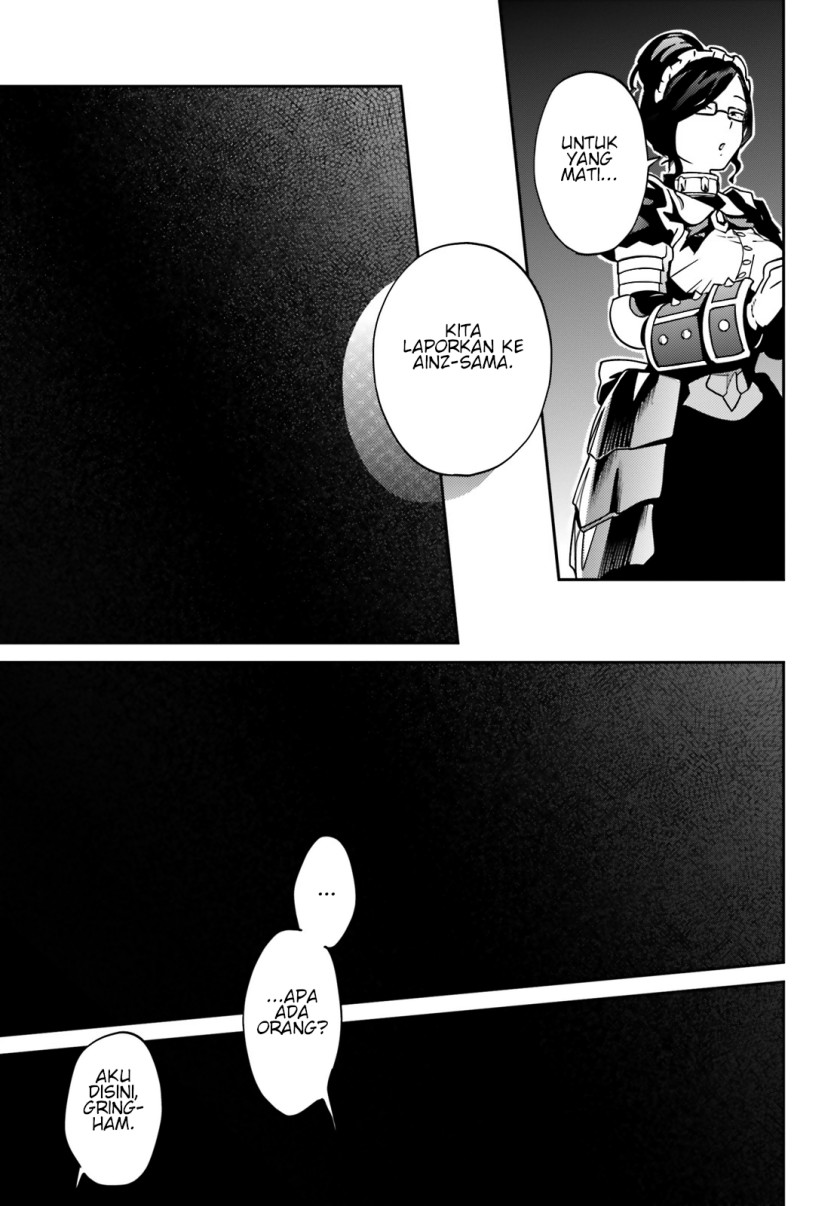 UNTUK
YANG
MATI...
KITA
LAPORKAN KE
AINZ-SAMA.
...
...APA
ADA
ORANG?
AKU
DISINI,
GRING-
HAM.